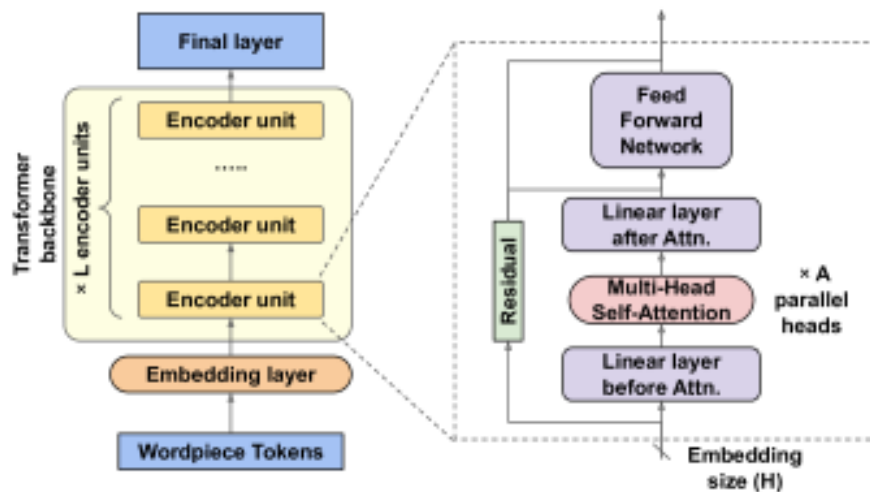 Final layer
Encoder unit
.....
Encoder unit
Encoder unit
Transformer
backbone
× L encoder units
Embedding layer
Wordpiece Tokens
Feed
Forward
Network
Linear layer
after Attn.
Residual
Multi-Head
Self-Attention
× A
parallel
heads
Linear layer
before Attn.
Embedding
size (H)